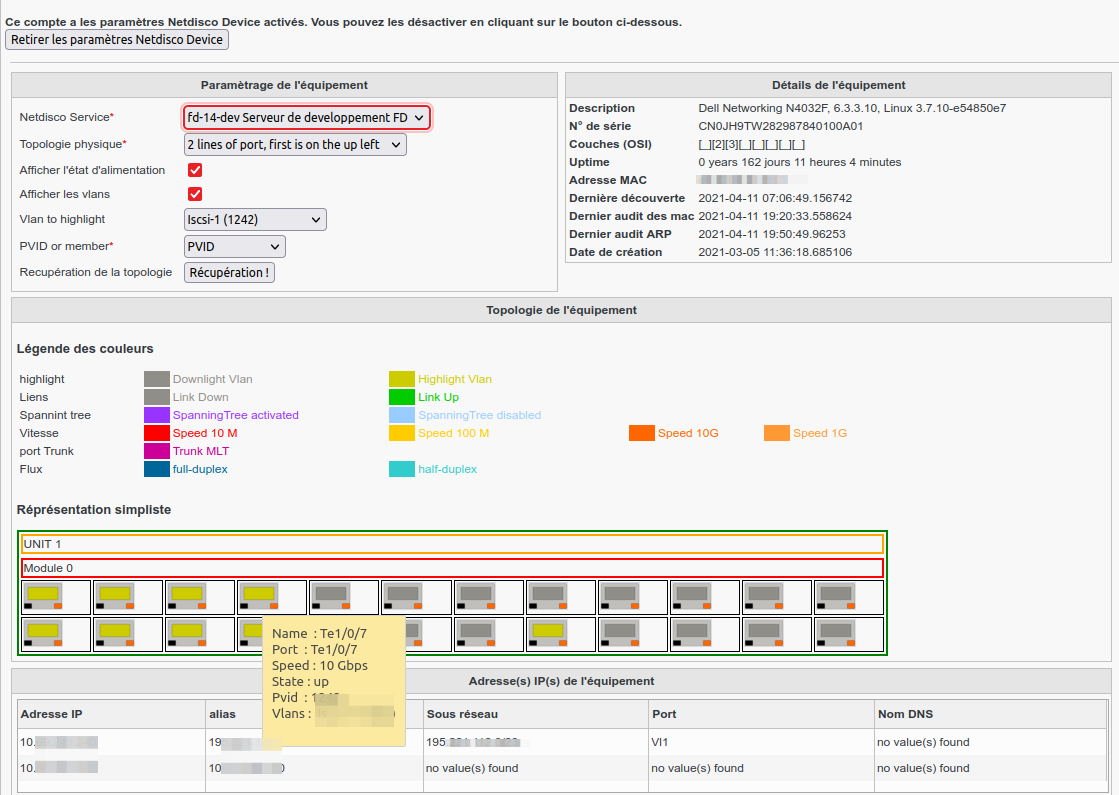 Ce compte a les paramètres Netdisco Device activés. Vous pouvez les désactiver en cliquant sur le bouton ci-dessous.
Retirer les paramètres Netdisco Device
Paramètrage de l'équipement
Netdisco Service*
fd-14-dev Serveur de developpement FD
Topologie physique*
2 lines of port, first is on the up left
Afficher l'état d'alimentation
Afficher les vlans
Vlan to highlight
Iscsi-1 (1242)
PVID or member*
PVID
Recupération de la topologie
Récupération !
Détails de l'équipement
Description Dell Networking N4032F, 6.3.3.10, Linux 3.7.10-e54850e7
N° de série CN0JH9TW282987840100A01
Couches (OSI) [_][2][3][_][_][_][_][_]
Uptime 0 years 162 jours 11 heures 4 minutes
Adresse MAC
Dernière découverte 2021-04-11 07:06:49.156742
Dernier audit des mac 2021-04-11 19:20:33.558624
Dernier audit ARP 2021-04-11 19:50:49.96253
Date de création 2021-03-05 11:36:18.685106
Topologie de l'équipement
Légende des couleurs
highlight Downlight Vlan Highlight Vlan
Liens Link Down Link Up
Spannint tree SpanningTree activated SpanningTree disabled
Vitesse Speed 10 M Speed 100 M Speed 10G Speed 1G
port Trunk Trunk MLT
Flux full-duplex half-duplex
Réprésentation simpliste
UNIT 1
Module 0
Name : Te1/0/7
Port : Te1/0/7
Speed : 10 Gbps
State : up
Pvid :
Vlans :
Adresse(s) IP(s) de l'équipement
Adresse IP alias Sous réseau Port Nom DNS
10. 19 195 Vl1 no value(s) found
10. 10 no value(s) found no value(s) found no value(s) found